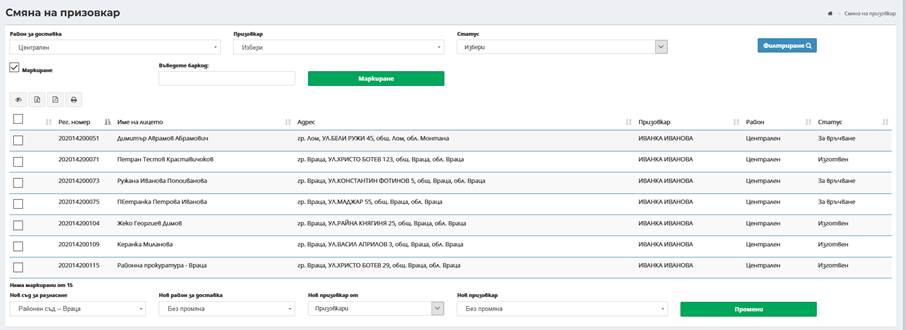 Смяна на призовкар
Смяна на призовкар
Район за доставка Призовкар Статус
Централен Избери Избери Филтриране
Маркиране Въведете баркод: Маркиране
Рег. номер Име на лицето Адрес Призовкар Район Статус
202014200051 Димитър Аврамов Абрамович гр. Лом, УЛ.БЕЛИ РУЖИ 45, общ. Лом, обл. Монтана ИВАНКА ИВАНОВА Централен За връчване
202014200071 Петран Тестов Краставичоков гр. Враца, УЛ.ХРИСТО БОТЕВ 123, общ. Враца, обл. Враца ИВАНКА ИВАНОВА Централен Изготвен
202014200073 Ружана Иванова Попоиванова гр. Враца, УЛ.КОНСТАНТИН ФОТИНОВ 5, общ. Враца, обл. Враца ИВАНКА ИВАНОВА Централен За връчване
202014200075 ПЕетранка Петрова Иванова гр. Враца, УЛ.МАДЖАР 55, общ. Враца, обл. Враца ИВАНКА ИВАНОВА Централен За връчване
202014200104 Жеко Георгиев Димов гр. Враца, УЛ.РАЙНА КНЯГИНЯ 25, общ. Враца, обл. Враца ИВАНКА ИВАНОВА Централен Изготвен
202014200109 Керанка Миланова гр. Враца, УЛ.ВАСИЛ АПРИЛОВ 3, общ. Враца, обл. Враца ИВАНКА ИВАНОВА Централен Изготвен
202014200115 Районна прокуратура - Враца гр. Враца, УЛ.ХРИСТО БОТЕВ 29, общ. Враца, обл. Враца ИВАНКА ИВАНОВА Централен Изготвен
Няма маркирани от 15
Нов съд за разнасяне Нов район за доставка Нов призовкар от Нов призовкар
Районен съд – Враца Без промяна Призовкари Без промяна Промени